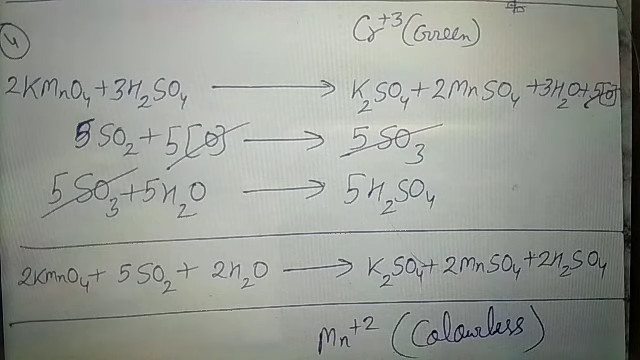 Cr⁺³ (Green)
4
2KMnO₄ + 3H₂SO₄ ⟶ K₂SO₄ + 2MnSO₄ + 3H₂O + 5[O]
5SO₂ + 5[O] ⟶ 5SO₃
5SO₃ + 5H₂O ⟶ 5H₂SO₄
2KMnO₄ + 5SO₂ + 2H₂O ⟶ K₂SO₄ + 2MnSO₄ + 2H₂SO₄
Mn⁺² (Colourless)